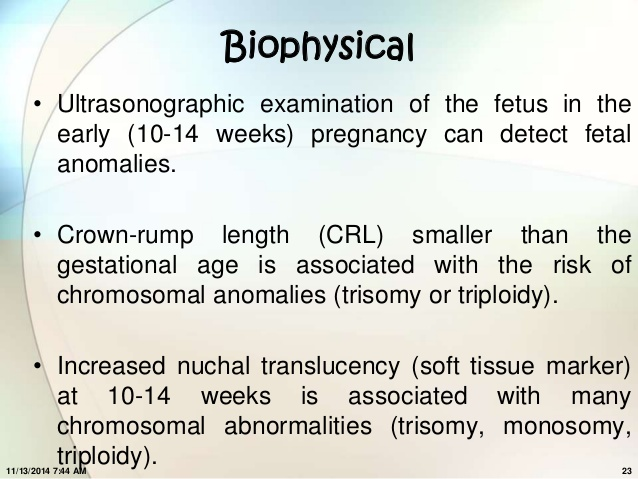 Biophysical
• Ultrasonographic examination of the fetus in the
early (10-14 weeks) pregnancy can detect fetal
anomalies.
• Crown-rump length (CRL) smaller than the
gestational age is associated with the risk of
chromosomal anomalies (trisomy or triploidy).
• Increased nuchal translucency (soft tissue marker)
at 10-14 weeks is associated with many
chromosomal abnormalities (trisomy, monosomy,
triploidy).
11/13/2014 7:44 AM
23